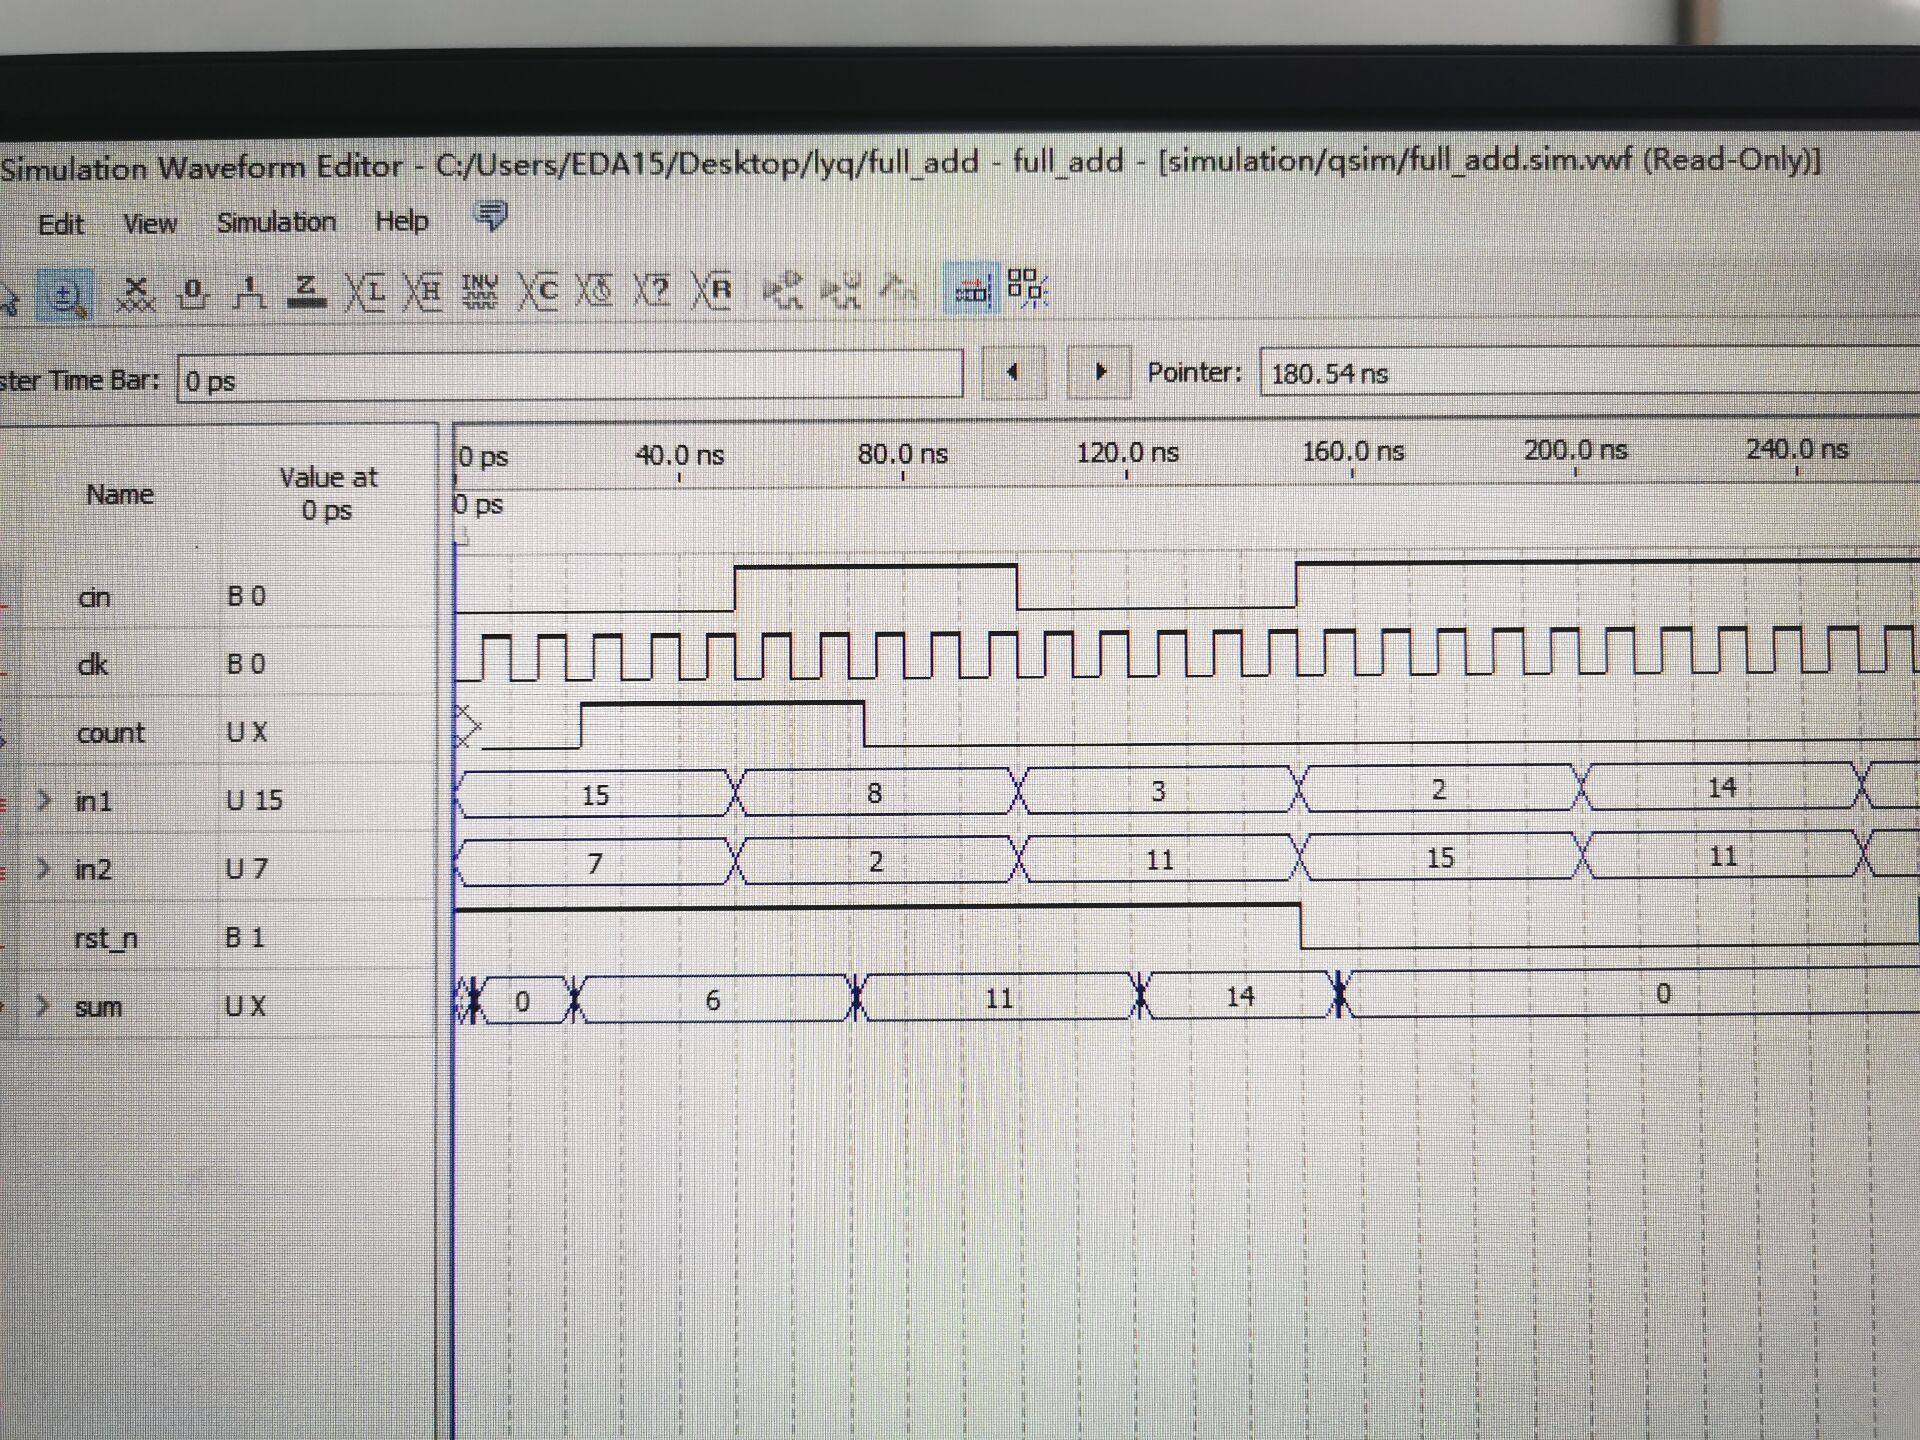 Simulation Waveform Editor - C:/Users/EDA15/Desktop/lyq/full_add - full_add - [simulation/qsim/full_add.sim.vwf (Read-Only)]
Edit View Simulation Help
X 0 1 Z L H INV C ? R
ster Time Bar: 0 ps Pointer: 180.54 ns
Name Value at 0 ps
0 ps 40.0 ns 80.0 ns 120.0 ns 160.0 ns 200.0 ns 240.0 ns
0 ps
cin B 0
clk B 0
count U X
in1 U 15 15 8 3 2 14
in2 U 7 7 2 11 15 11
rst_n B 1
sum U X 0 6 11 14 0